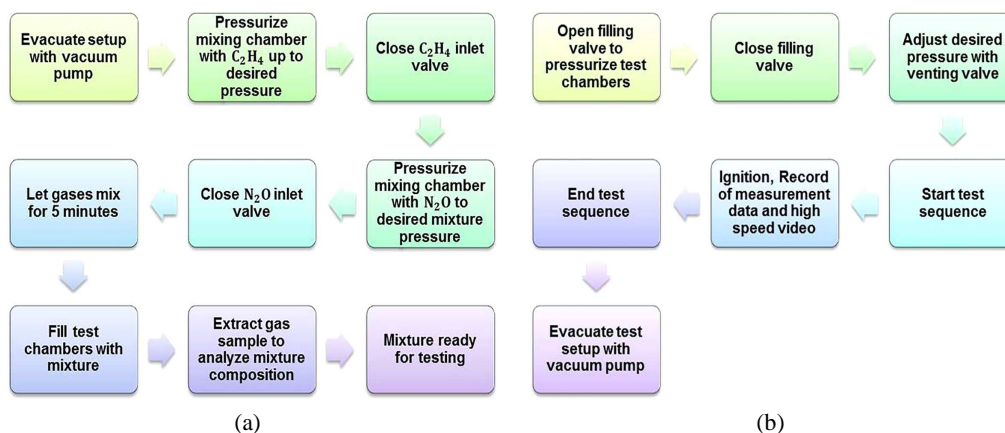 Evacuate setup
with vacuum
pump
Pressurize
mixing chamber
with C₂H₄ up to
desired
pressure
Close C₂H₄ inlet
valve
Pressurize
mixing chamber
with N₂O to
desired mixture
pressure
Close N₂O inlet
valve
Let gases mix
for 5 minutes
Fill test
chambers with
mixture
Extract gas
sample to
analyze mixture
composition
Mixture ready
for testing
(a)
Open filling
valve to
pressurize test
chambers
Close filling
valve
Adjust desired
pressure with
venting valve
Start test
sequence
Ignition, Record
of measurement
data and high
speed video
End test
sequence
Evacuate test
setup with
vacuum pump
(b)